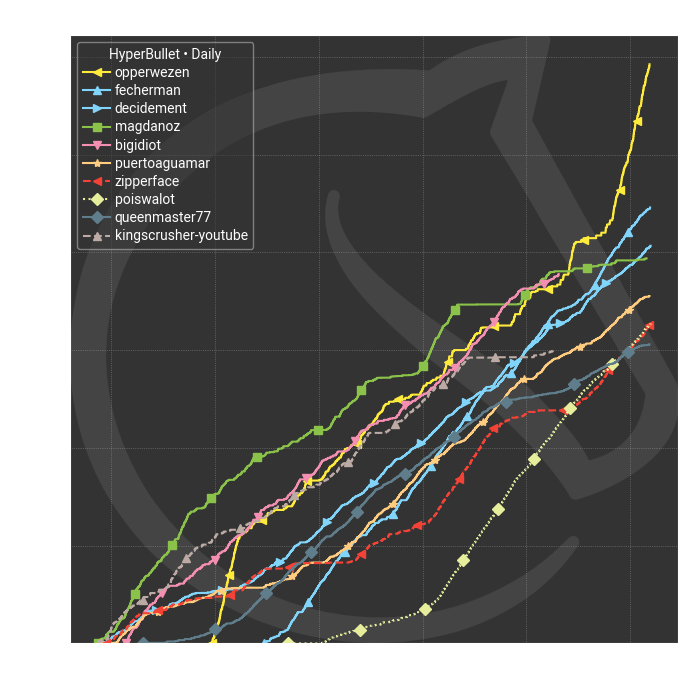 HyperBullet • Daily
opperwezen
fecherman
decidement
magdanoz
bigidiot
puertoaguamar
zipperface
poiswalot
queenmaster77
kingscrusher-youtube